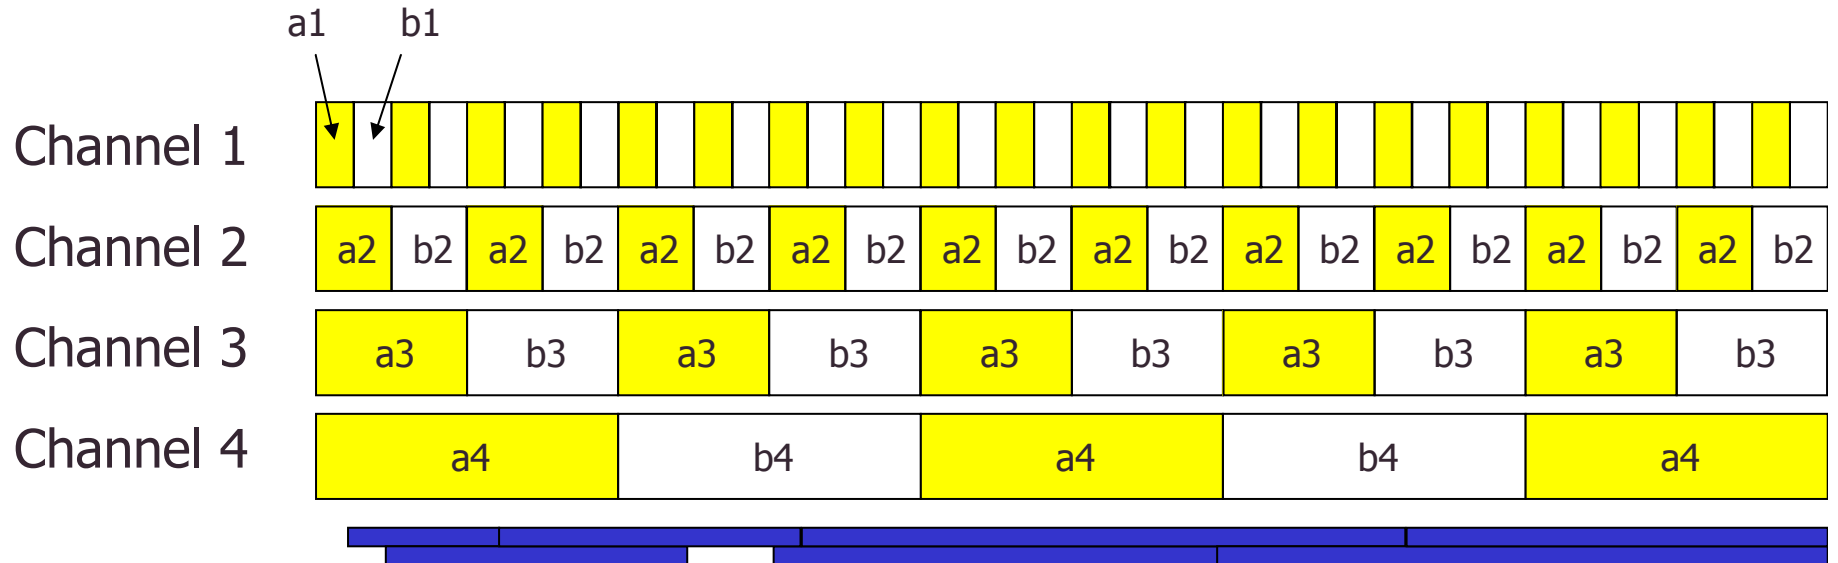 a1 b1
Channel 1
Channel 2 a2 b2 a2 b2 a2 b2 a2 b2 a2 b2 a2 b2 a2 b2 a2 b2 a2 b2 a2 b2
Channel 3 a3 b3 a3 b3 a3 b3 a3 b3 a3 b3
Channel 4 a4 b4 a4 b4 a4